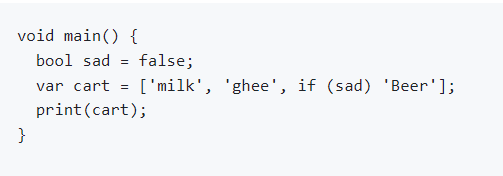 void main() {
  bool sad = false;
  var cart = ['milk', 'ghee', if (sad) 'Beer'];
  print(cart);
}